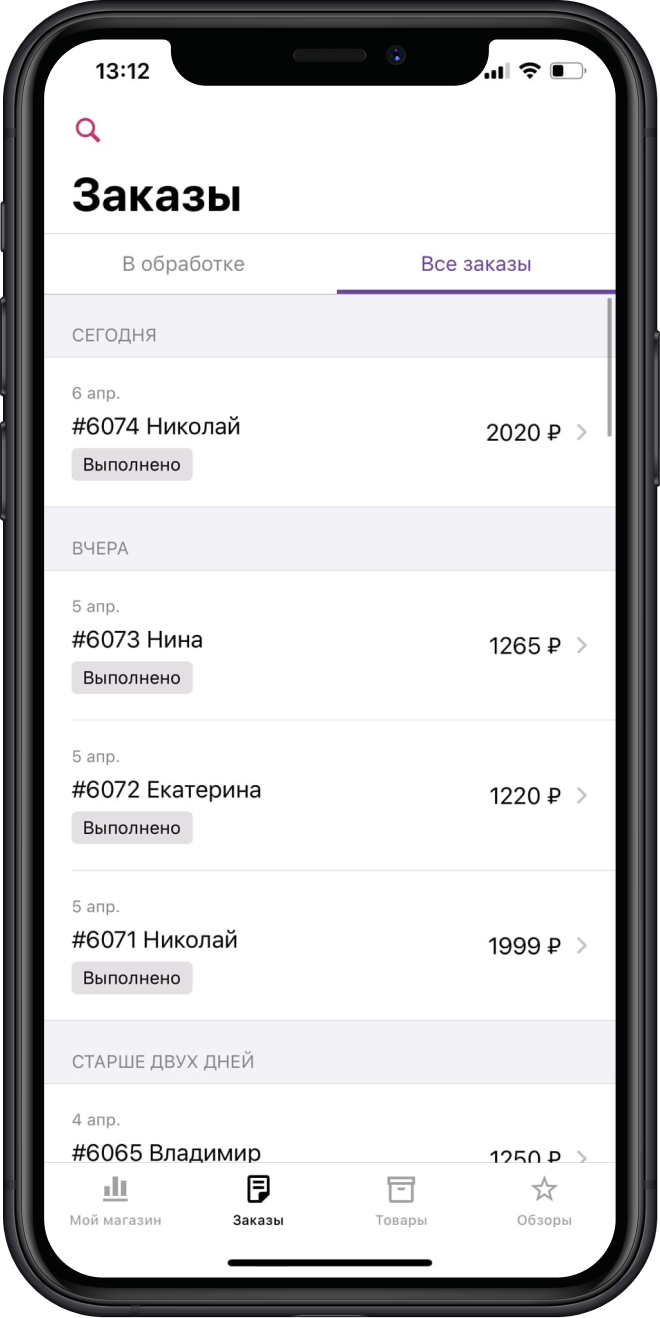 13:12
Заказы
В обработке
Все заказы
СЕГОДНЯ
6 апр.
#6074 Николай
2020 ₽
Выполнено
ВЧЕРА
5 апр.
#6073 Нина
1265 ₽
Выполнено
5 апр.
#6072 Екатерина
1220 ₽
Выполнено
5 апр.
#6071 Николай
1999 ₽
Выполнено
СТАРШЕ ДВУХ ДНЕЙ
4 апр.
#6065 Владимир
1250 ₽
Мой магазин
Заказы
Товары
Обзоры